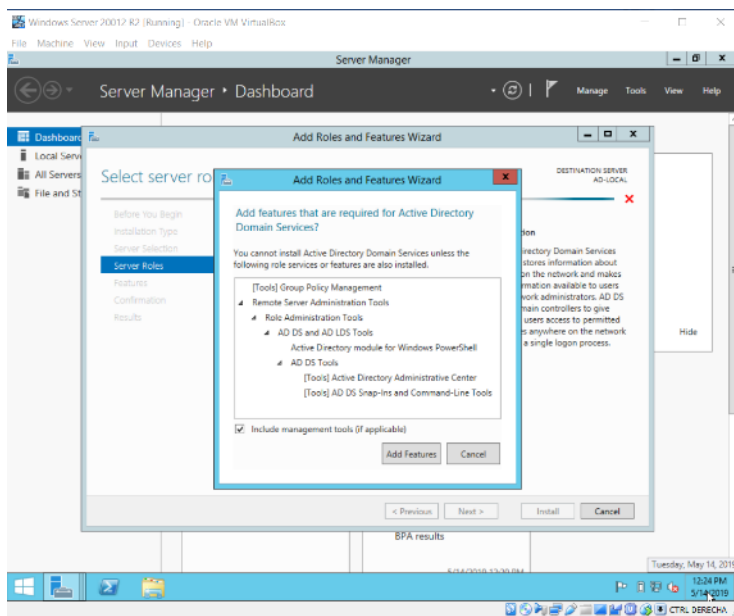 Windows Server 20012 R2 [Running] - Oracle VM VirtualBox
File Machine View Input Devices Help
Server Manager
Server Manager • Dashboard
Manage Tools View Help
Dashboard
Local Serv
All Servers
File and St
Add Roles and Features Wizard
Select server ro
DESTINATION SERVER
AD-LOCAL
Before You Begin
Installation Type
Server Selection
Server Roles
Features
Confirmation
Results
Add Roles and Features Wizard
Add features that are required for Active Directory
Domain Services?
You cannot install Active Directory Domain Services unless the
following role services or features are also installed.
[Tools] Group Policy Management
Remote Server Administration Tools
Role Administration Tools
AD DS and AD LDS Tools
Active Directory module for Windows PowerShell
AD DS Tools
[Tools] Active Directory Administrative Center
[Tools] AD DS Snap-Ins and Command-Line Tools
Include management tools (if applicable)
Add Features Cancel
irectory Domain Services
stores information about
on the network and makes
rmation available to users
work administrators. AD DS
main controllers to give
users access to permitted
s anywhere on the network
a single logon process.
Hide
< Previous Next > Install Cancel
BPA results
Tuesday, May 14, 201
12:24 PM
5/14/2019
CTRL DERECHA